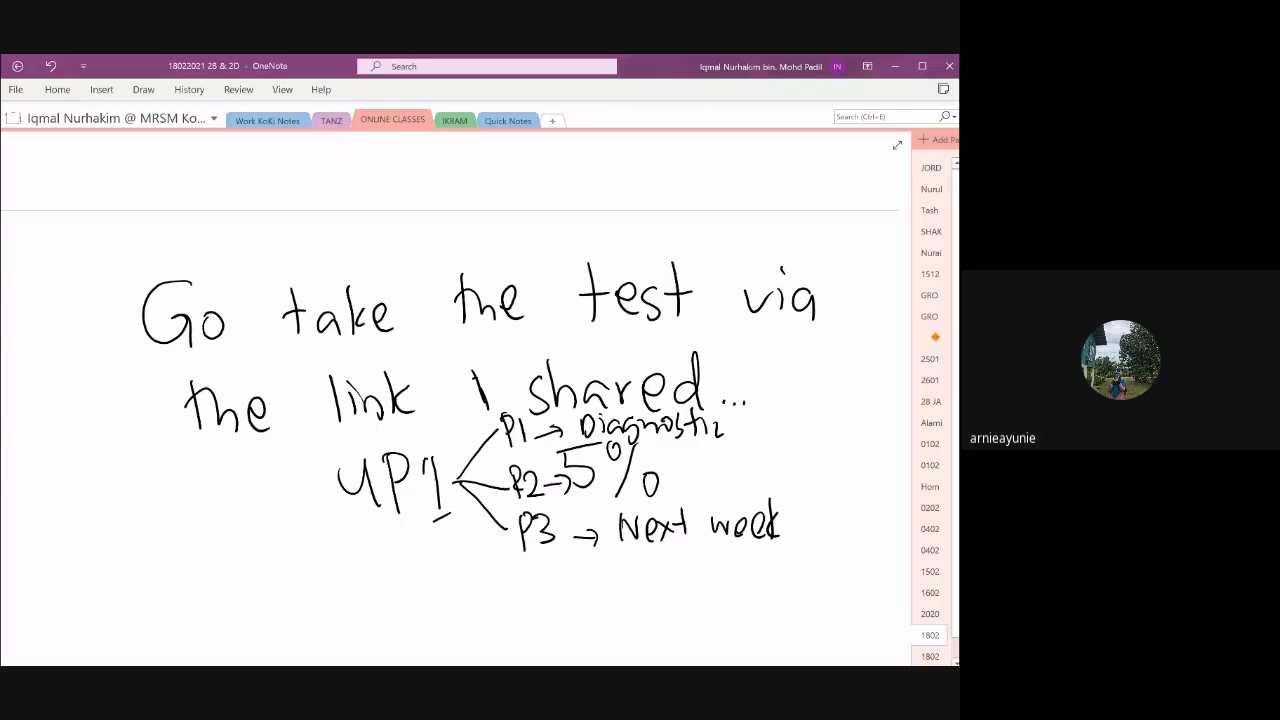 18022021 2B & 2D - OneNote
Search
Iqmal Nurhakim bin. Mohd Padil
IN
File Home Insert Draw History Review View Help
Iqmal Nurhakim @ MRSM Ko...
Work KoKi Notes
TANZ
ONLINE CLASSES
IKRAM
Quick Notes
+
Search (Ctrl+E)
Add Pa
JORD
Nurul
Tash
SHAK
Nurai
1512
GRO
GRO
2501
2601
28 JA
Alami
0102
0102
Hom
0202
0402
0402
1502
1602
2020
1802
1802
Go take the test via
the link I shared...
UP1
P1 → Diagnostic
P2 → 5%
P3 → Next week
arnieayunie